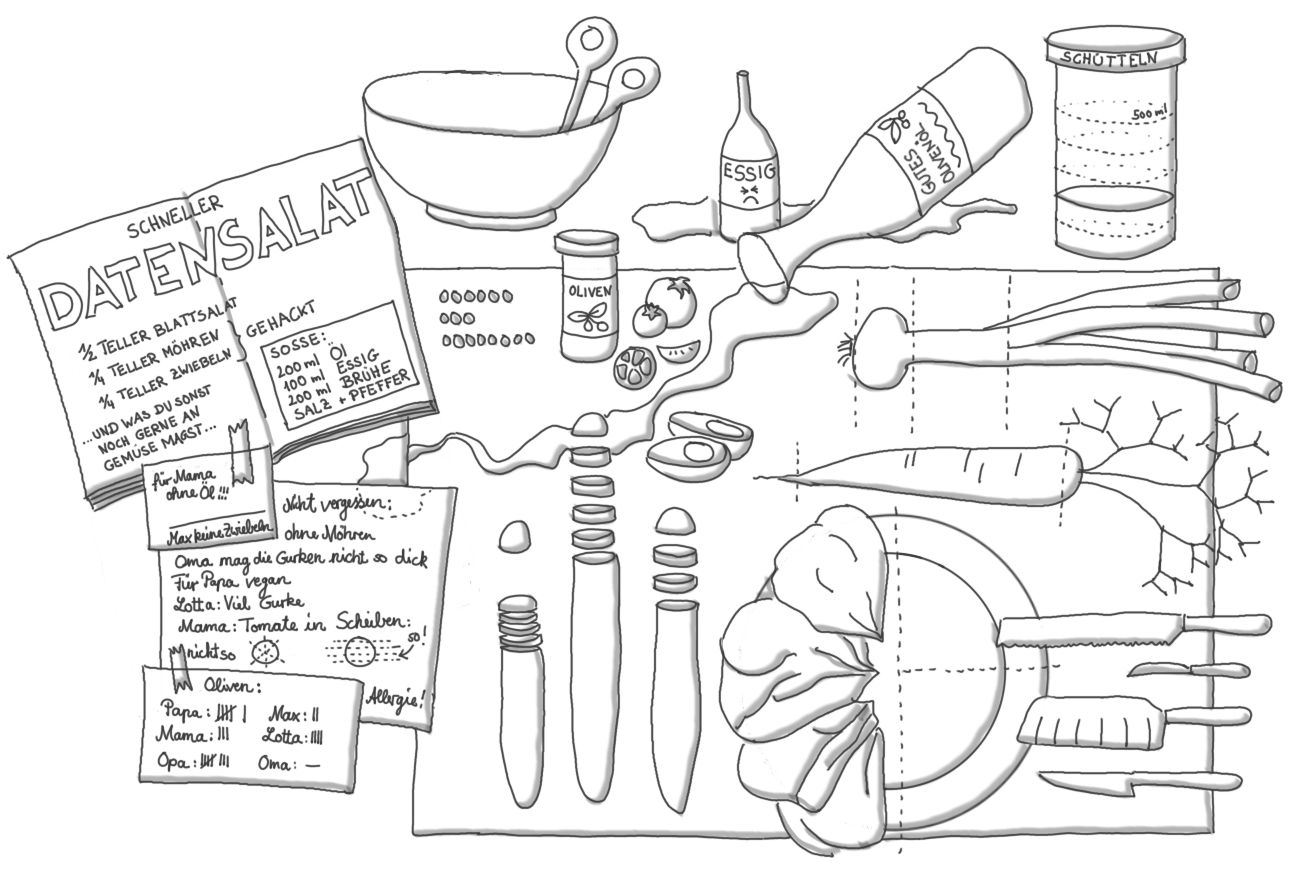 SCHNELLER
DATENSALAT
1/2 TELLER BLATTSALAT
1/4 TELLER MÖHREN
1/4 TELLER ZWIEBELN
GEHACKT
...UND WAS DU SONST
NOCH GERNE AN
GEMÜSE MAGST...
SOSSE:
200 ml Öl
100 ml ESSIG
200 ml BRÜHE
SALZ + PFEFFER
für Mama
ohne Öl!!!
Max keine Zwiebeln
Nicht vergessen:
ohne Möhren
Oma mag die Gurken nicht so dick
Für Papa vegan
Lotta: Viel Gurke
Mama: Tomate in Scheiben:
nicht so
so!
Allergie!
Oliven:
Papa: |||| | Max: ||
Mama: ||| Lotta: ||||
Opa: |||| ||| Oma: —
OLIVEN
ESSIG
GUTES
OLIVENÖL
SCHÜTTELN
500 ml